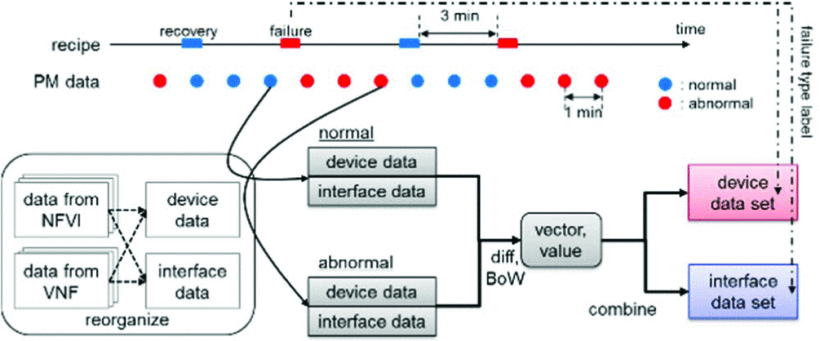 recipe
recovery
failure
3 min
time
PM data
: normal
: abnormal
1 min
failure type label
normal
device data
interface data
data from
NFVI
device
data
data from
VNF
interface
data
reorganize
abnormal
device data
interface data
diff,
BoW
vector,
value
combine
device
data set
interface
data set